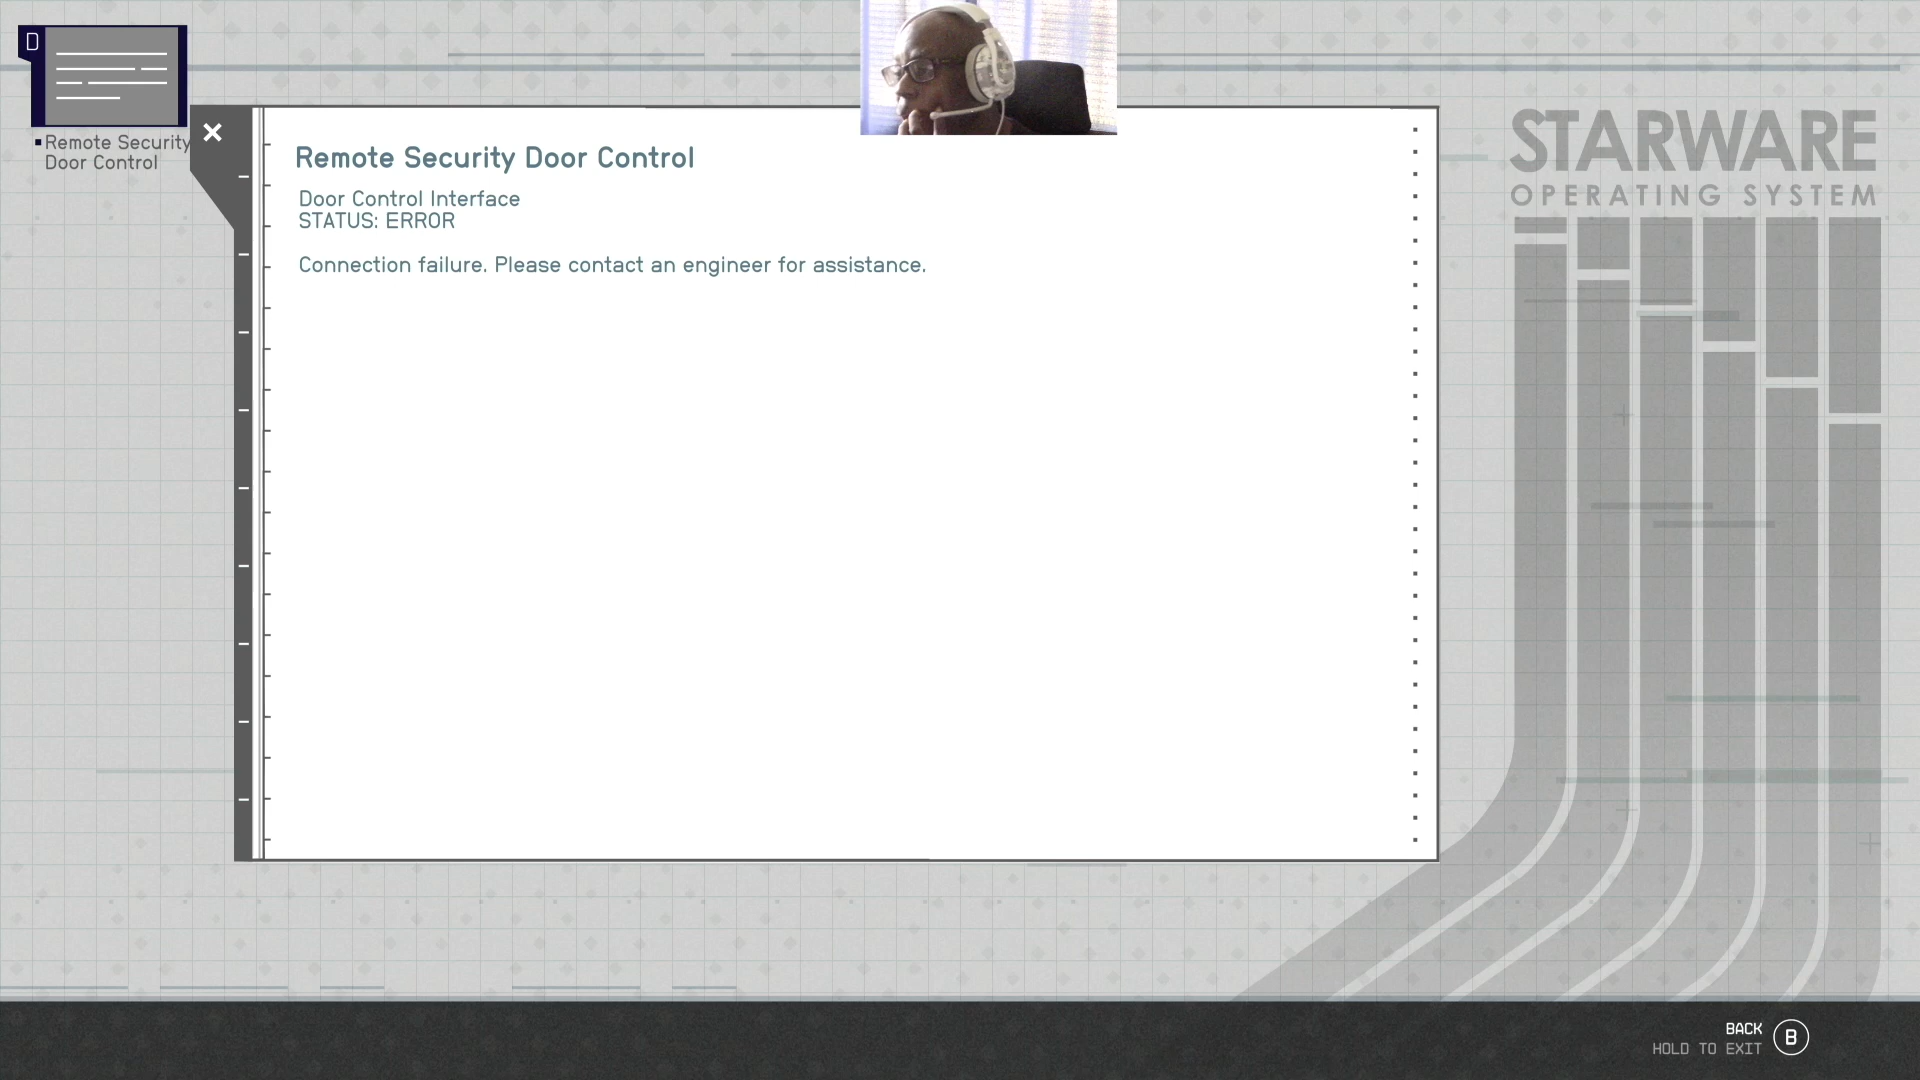 D
Remote Security
Door Control
Remote Security Door Control
Door Control Interface
STATUS: ERROR
Connection failure. Please contact an engineer for assistance.
STARWARE
OPERATING SYSTEM
BACK
HOLD TO EXIT
B